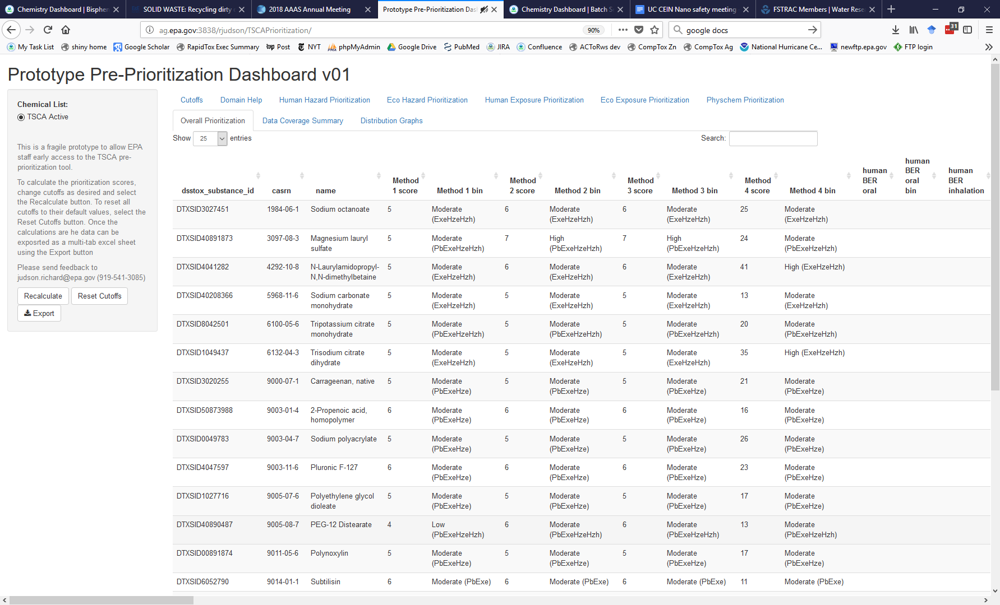 Chemistry Dashboard | Bisphen
SOLID WASTE: Recycling dirty c
2018 AAAS Annual Meeting
Prototype Pre-Prioritization Das
Chemistry Dashboard | Batch S
UC CEIN Nano safety meeting
FSTRAC Members | Water Rese
ag.epa.gov:3838/rjudson/TSCAPrioritization/
90%
google docs
31
My Task List
shiny home
Google Scholar
RapidTox Exec Summary
wp Post
NYT
phpMyAdmin
Google Drive
PubMed
JIRA
Confluence
ACToRws dev
CompTox Zn
CompTox Ag
National Hurricane Ce...
newftp.epa.gov
FTP login
Prototype Pre-Prioritization Dashboard v01
Chemical List:
TSCA Active
This is a fragile prototype to allow EPA
staff early access to the TSCA pre-
prioritization tool.
To calculate the prioritization scores,
change cutoffs as desired and select
the Recalculate button. To reset all
cutoffs to their default values, select the
Reset Cutoffs button. Once the
calculations are he data can be
exposrted as a multi-tab excel sheet
using the Export button
Please send feedback to
judson.richard@epa.gov (919-541-3085)
Recalculate
Reset Cutoffs
Export
Cutoffs
Domain Help
Human Hazard Prioritization
Eco Hazard Prioritization
Human Exposure Prioritization
Eco Exposure Prioritization
Physchem Prioritization
Overall Prioritization
Data Coverage Summary
Distribution Graphs
Show 25 entries
Search:
dsstox_substance_id
casrn
name
Method
1 score
Method 1 bin
Method
2 score
Method 2 bin
Method
3 score
Method 3 bin
Method
4 score
Method 4 bin
human
BER
oral
human
BER
oral
bin
human
BER
inhalation
DTXSID3027451 1984-06-1 Sodium octanoate 5 Moderate 6 Moderate 6 Moderate 25 Moderate
(ExeHzeHzh) (ExeHzeHzh) (ExeHzeHzh) (ExeHzeHzh)
DTXSID40891873 3097-08-3 Magnesium lauryl 5 Moderate 7 High 7 High 24 Moderate
sulfate (PbExeHzeHzh) (PbExeHzeHzh) (PbExeHzeHzh) (PbExeHzeHzh)
DTXSID4041282 4292-10-8 N-Laurylamidopropyl- 5 Moderate 6 Moderate 6 Moderate 41 High (ExeHzeHzh)
N,N-dimethylbetaine (ExeHzeHzh) (ExeHzeHzh) (ExeHzeHzh)
DTXSID40208366 5968-11-6 Sodium carbonate 5 Moderate 5 Moderate 5 Moderate 13 Moderate
monohydrate (ExeHzeHzh) (ExeHzeHzh) (ExeHzeHzh) (ExeHzeHzh)
DTXSID8042501 6100-05-6 Tripotassium citrate 5 Moderate 5 Moderate 5 Moderate 20 Moderate
monohydrate (PbExeHzeHzh) (PbExeHzeHzh) (PbExeHzeHzh) (PbExeHzeHzh)
DTXSID1049437 6132-04-3 Trisodium citrate 5 Moderate 5 Moderate 5 Moderate 35 High (ExeHzeHzh)
dihydrate (ExeHzeHzh) (ExeHzeHzh) (ExeHzeHzh)
DTXSID3020255 9000-07-1 Carrageenan, native 5 Moderate 5 Moderate 5 Moderate 21 Moderate
(PbExeHze) (PbExeHze) (PbExeHze) (PbExeHze)
DTXSID50873988 9003-01-4 2-Propenoic acid, 6 Moderate 6 Moderate 6 Moderate 16 Moderate
homopolymer (PbExeHze) (PbExeHze) (PbExeHze) (PbExeHze)
DTXSID0049783 9003-04-7 Sodium polyacrylate 5 Moderate 5 Moderate 5 Moderate 26 Moderate
(PbExeHze) (PbExeHze) (PbExeHze) (PbExeHze)
DTXSID4047597 9003-11-6 Pluronic F-127 6 Moderate 6 Moderate 6 Moderate 23 Moderate
(PbExeHze) (PbExeHze) (PbExeHze) (PbExeHze)
DTXSID1027716 9005-07-6 Polyethylene glycol 5 Moderate 5 Moderate 5 Moderate 17 Moderate
dioleate (PbExeHze) (PbExeHze) (PbExeHze) (PbExeHze)
DTXSID40890487 9005-08-7 PEG-12 Distearate 4 Low 6 Moderate 6 Moderate 13 Moderate
(PbExeHzeHzh) (PbExeHzeHzh) (PbExeHzeHzh) (PbExeHzeHzh)
DTXSID00891874 9011-05-6 Polynoxylin 5 Moderate 5 Moderate 5 Moderate 17 Moderate
(PbExeHze) (PbExeHze) (PbExeHze) (PbExeHze)
DTXSID6052790 9014-01-1 Subtilisin 6 Moderate (PbExe) 6 Moderate (PbExe) 6 Moderate (PbExe) 11 Moderate (PbExe)